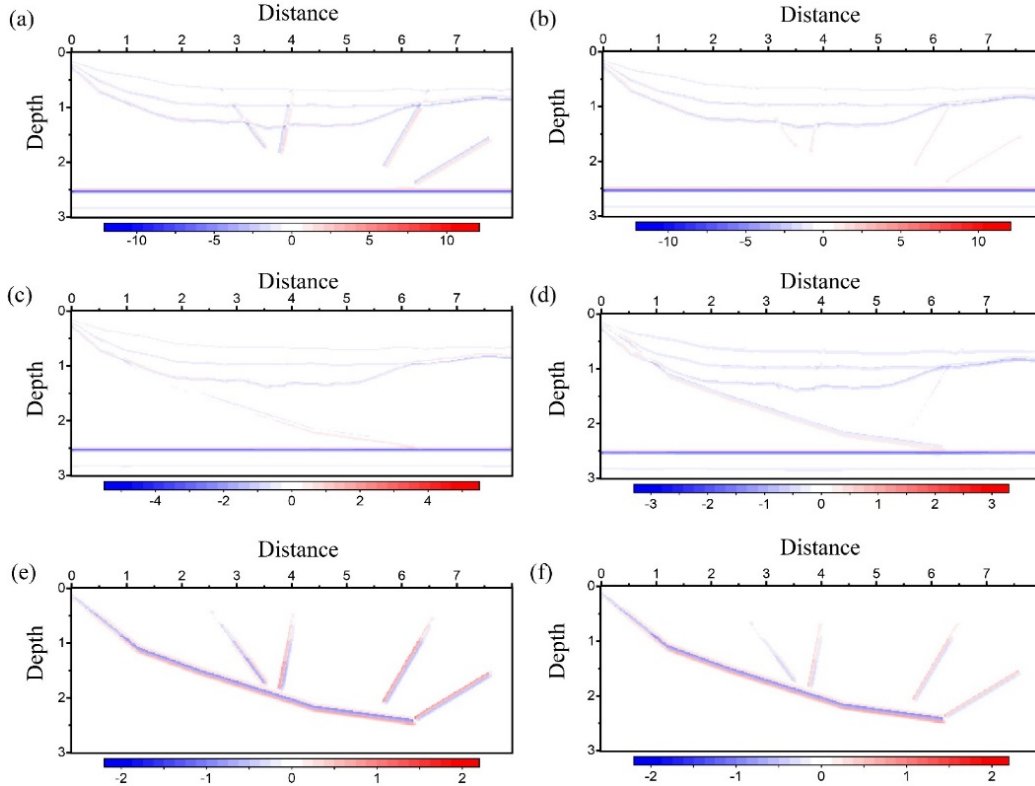 (a)
Distance
0 1 2 3 4 5 6 7
Depth
0
1
2
3
-10 -5 0 5 10
(b)
Distance
0 1 2 3 4 5 6 7
Depth
0
1
2
3
-10 -5 0 5 10
(c)
Distance
0 1 2 3 4 5 6 7
Depth
0
1
2
3
-4 -2 0 2 4
(d)
Distance
0 1 2 3 4 5 6 7
Depth
0
1
2
3
-3 -2 -1 0 1 2 3
(e)
Distance
0 1 2 3 4 5 6 7
Depth
0
1
2
3
-2 -1 0 1 2
(f)
Distance
0 1 2 3 4 5 6 7
Depth
0
1
2
3
-2 -1 0 1 2